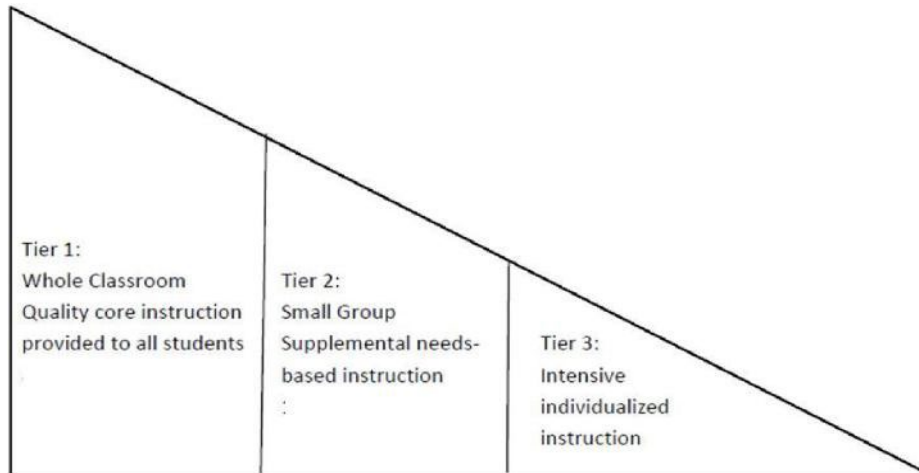 Tier 1:
Whole Classroom
Quality core instruction
provided to all students
Tier 2:
Small Group
Supplemental needs-
based instruction
:
Tier 3:
Intensive
individualized
instruction